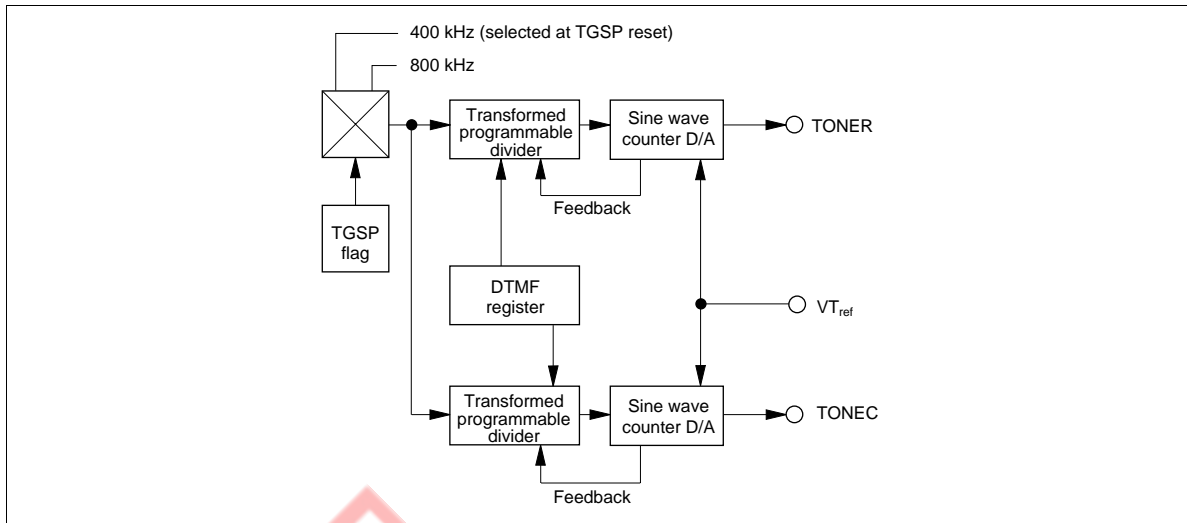 400 kHz (selected at TGSP reset)
800 kHz
Transformed
programmable
divider
Sine wave
counter D/A
TONER
Feedback
TGSP
flag
DTMF
register
VTref
Transformed
programmable
divider
Sine wave
counter D/A
TONEC
Feedback